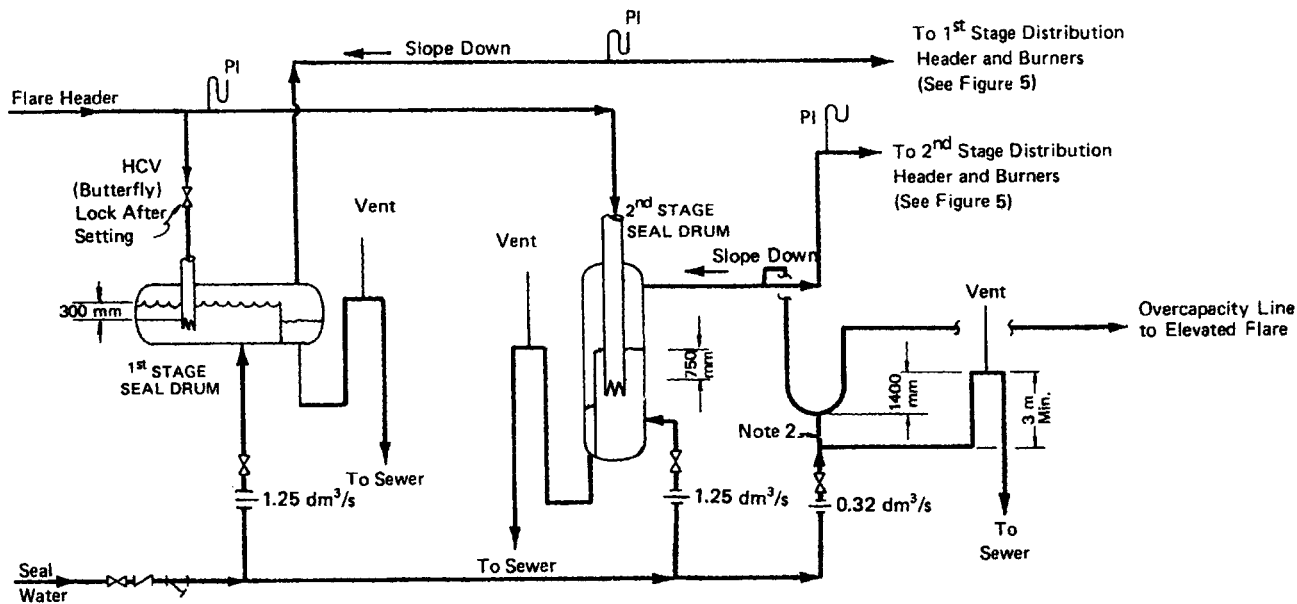 PI
Slope Down
To 1st Stage Distribution
Header and Burners
(See Figure 5)
PI
Flare Header
PI
To 2nd Stage Distribution
Header and Burners
(See Figure 5)
HCV
(Butterfly)
Lock After
Setting
Vent
2nd STAGE
SEAL DRUM
Vent
Slope Down
Vent
300 mm
Overcapacity Line
to Elevated Flare
1st STAGE
SEAL DRUM
750
mm
1400
mm
3 m
Min.
Note 2
To Sewer
1.25 dm³/s
1.25 dm³/s
0.32 dm³/s
To
Sewer
To Sewer
Seal
Water